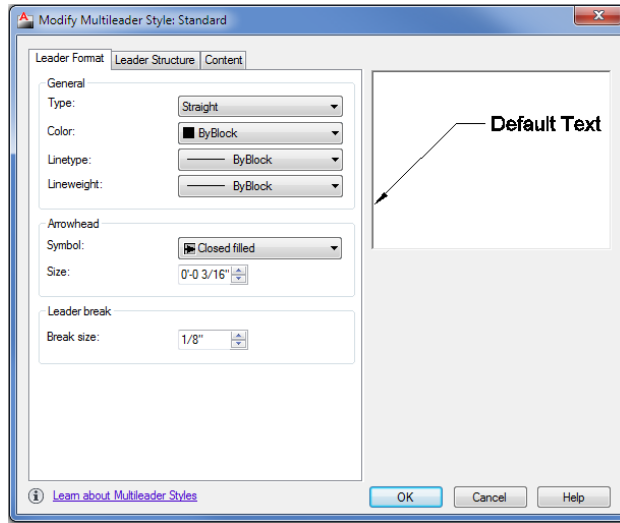 Modify Multileader Style: Standard
Leader Format Leader Structure Content
General
Type: Straight
Color: ByBlock
Linetype: ByBlock
Lineweight: ByBlock
Arrowhead
Symbol: Closed filled
Size: 0'-0 3/16"
Leader break
Break size: 1/8"
Default Text
Learn about Multileader Styles
OK Cancel Help